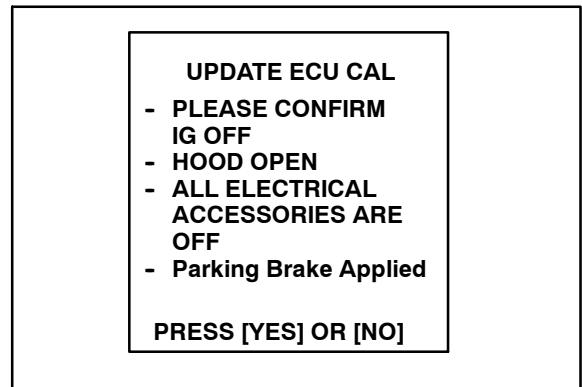 UPDATE ECU CAL
- PLEASE CONFIRM
IG OFF
- HOOD OPEN
- ALL ELECTRICAL
ACCESSORIES ARE
OFF
- Parking Brake Applied
PRESS [YES] OR [NO]